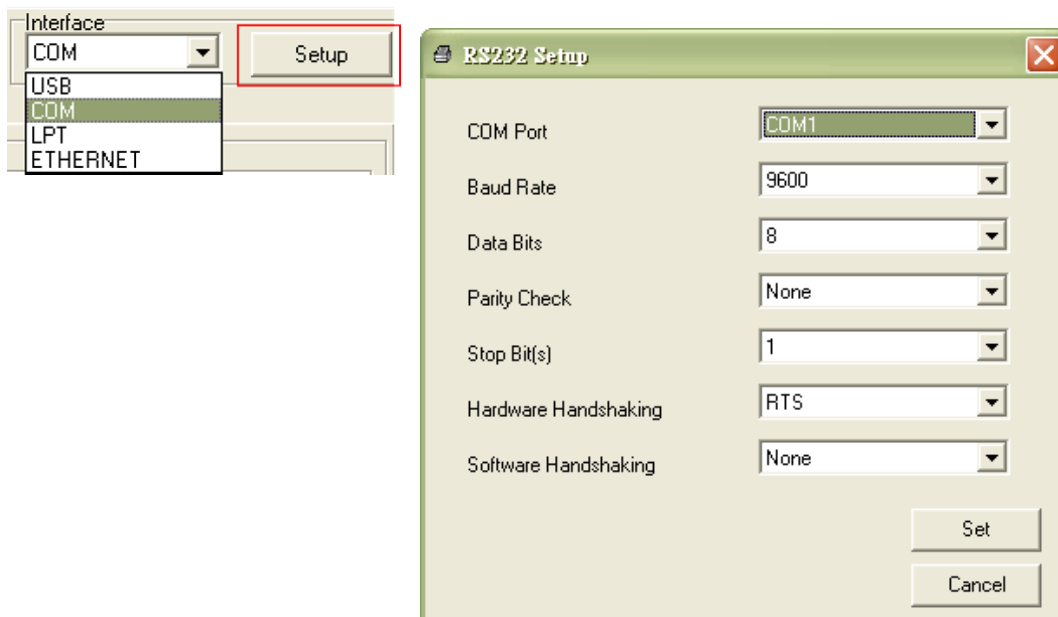 Interface
COM
Setup
USB
COM
LPT
ETHERNET
RS232 Setup
COM Port COM1
Baud Rate 9600
Data Bits 8
Parity Check None
Stop Bit(s) 1
Hardware Handshaking RTS
Software Handshaking None
Set
Cancel